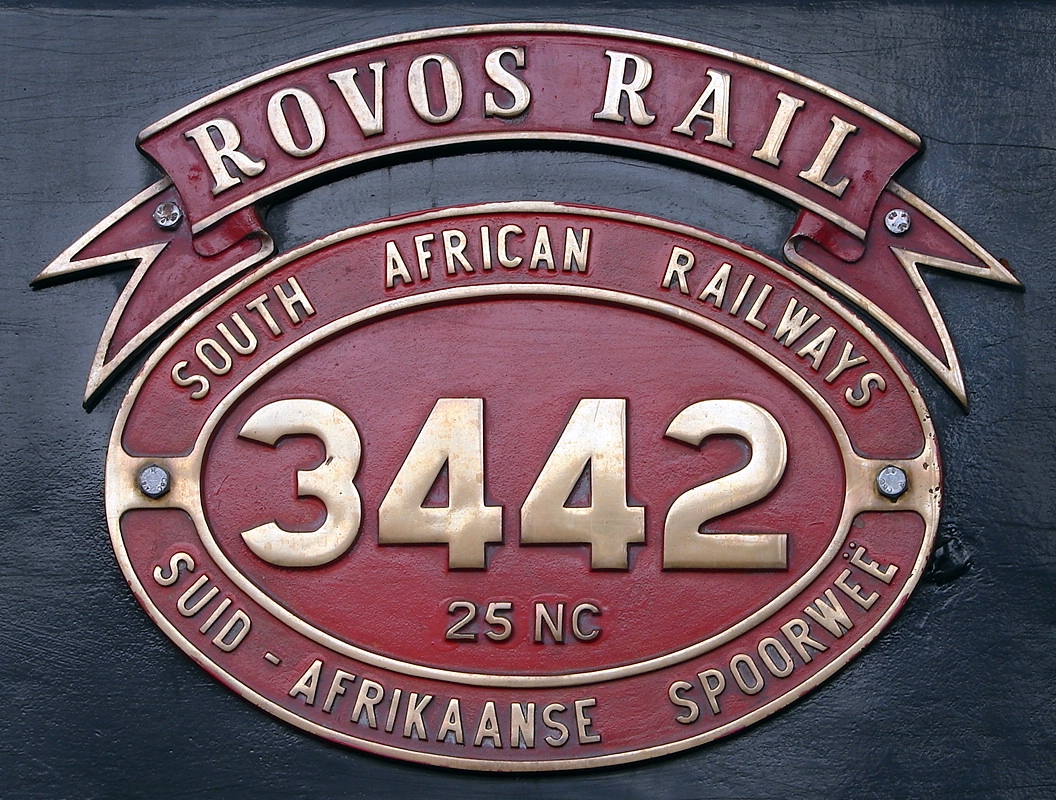 ROVOS RAIL
SOUTH AFRICAN RAILWAYS
3442
25 NC
SUID - AFRIKAANSE SPOORWEË